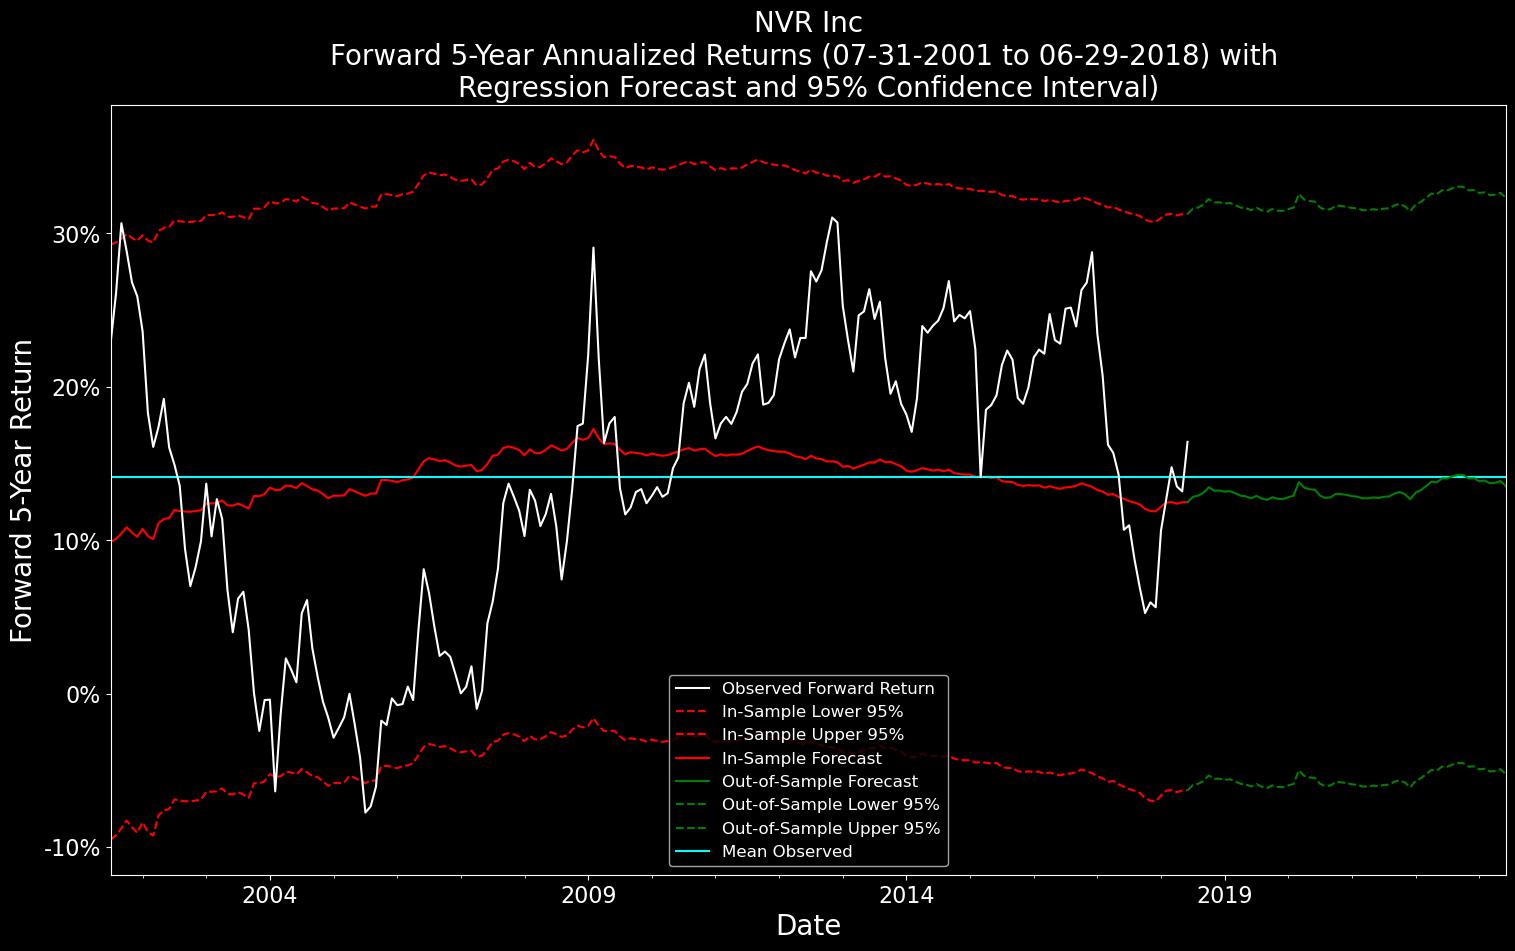 NVR Inc
Forward 5-Year Annualized Returns (07-31-2001 to 06-29-2018) with
Regression Forecast and 95% Confidence Interval)
Forward 5-Year Return
30%
20%
10%
0%
-10%
Observed Forward Return
In-Sample Lower 95%
In-Sample Upper 95%
In-Sample Forecast
Out-of-Sample Forecast
Out-of-Sample Lower 95%
Out-of-Sample Upper 95%
Mean Observed
2004
2009
2014
2019
Date